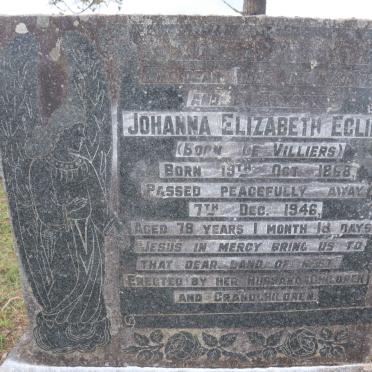 JOHANNA ELIZABETH EGLI
(BORN DE VILLIERS)
BORN 19TH OCT. 1868,
PASSED PEACEFULLY AWAY
7TH DEC. 1946,
AGED 78 YEARS 1 MONTH 18 DAYS
JESUS IN MERCY BRING US TO
THAT DEAR LAND OF REST
ERECTED BY HER HUSBAND, CHILDREN
AND GRANDCHILDREN.